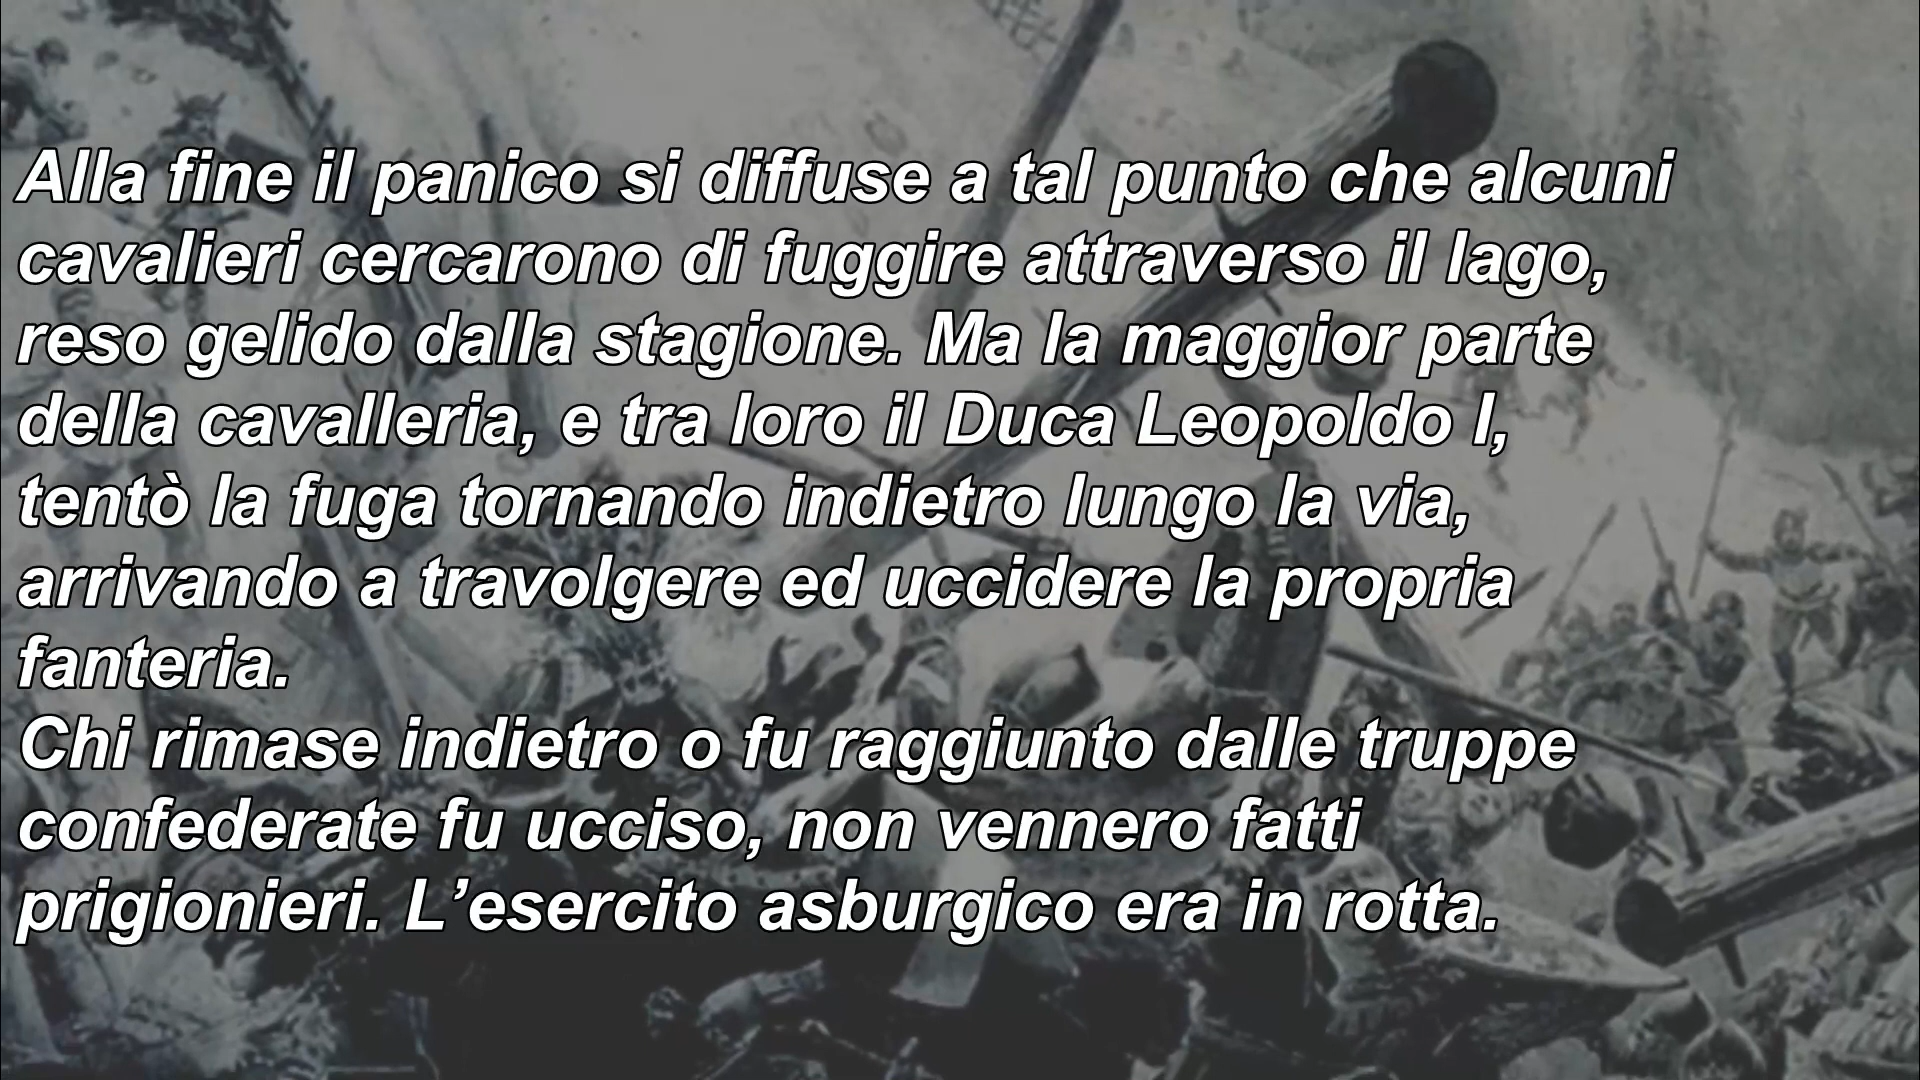 Alla fine il panico si diffuse a tal punto che alcuni
cavalieri cercarono di fuggire attraverso il lago,
reso gelido dalla stagione. Ma la maggior parte
della cavalleria, e tra loro il Duca Leopoldo I,
tentò la fuga tornando indietro lungo la via,
arrivando a travolgere ed uccidere la propria
fanteria.
Chi rimase indietro o fu raggiunto dalle truppe
confederate fu ucciso, non vennero fatti
prigionieri. L’esercito asburgico era in rotta.